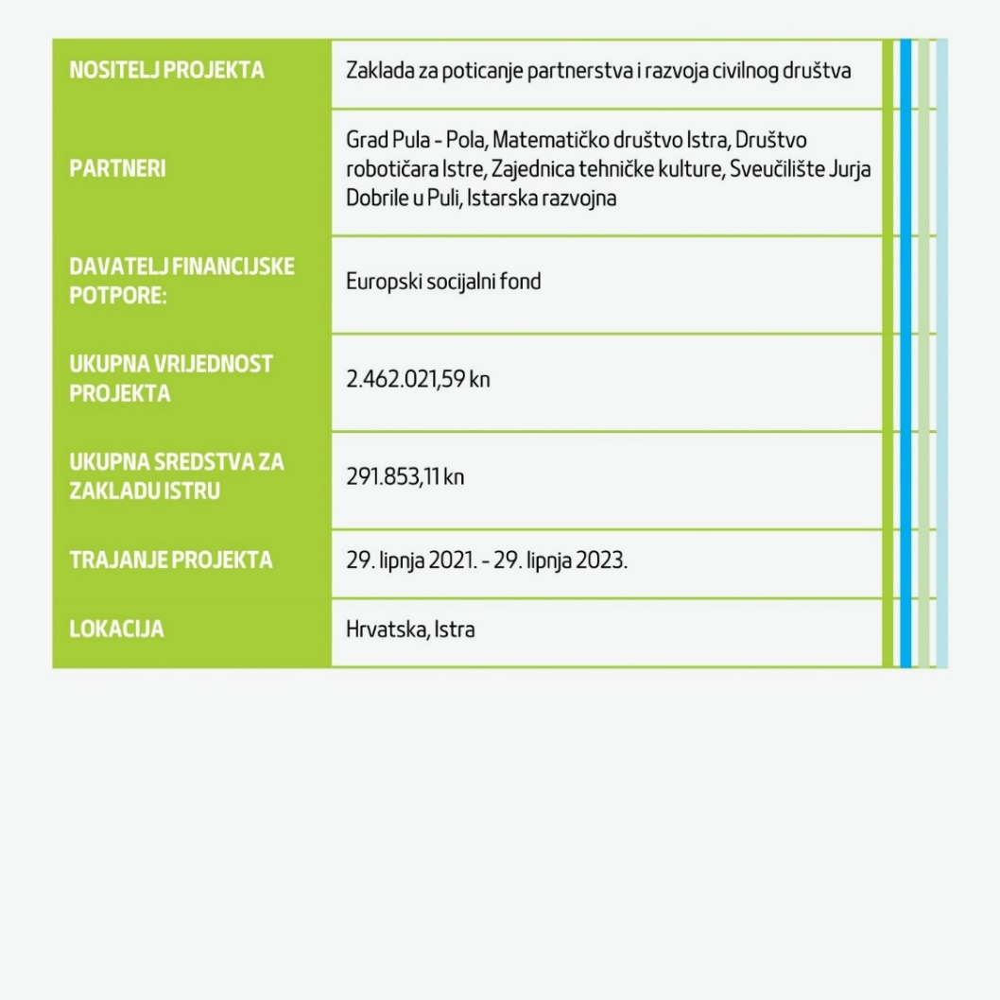 NOSITELJ PROJEKTA
Zaklada za poticanje partnerstva i razvoja civilnog društva
PARTNERI
Grad Pula - Pola, Matematičko društvo Istra, Društvo
robotičara Istre, Zajednica tehničke kulture, Sveučilište Jurja
Dobrile u Puli, Istarska razvojna
DAVATELJ FINANCIJSKE
POTPORE:
Europski socijalni fond
UKUPNA VRIJEDNOST
PROJEKTA
2.462.021,59 kn
UKUPNA SREDSTVA ZA
ZAKLADU ISTRU
291.853,11 kn
TRAJANJE PROJEKTA
29. lipnja 2021. - 29. lipnja 2023.
LOKACIJA
Hrvatska, Istra